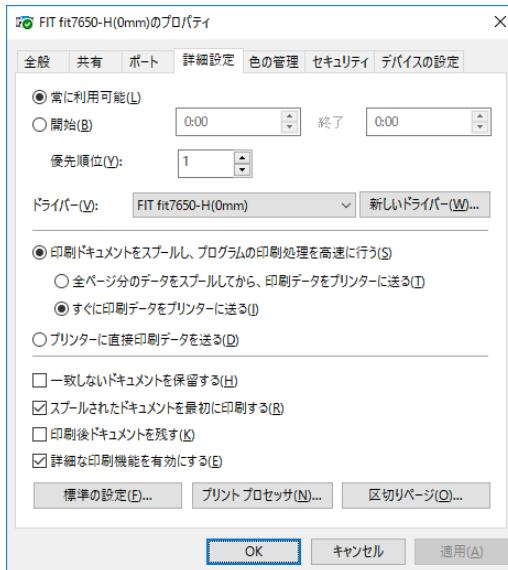 FIT fit7650-H(0mm)のプロパティ
全般 共有 ポート 詳細設定 色の管理 セキュリティ デバイスの設定
常に利用可能(L)
開始(B) 0:00 終了 0:00
優先順位(Y): 1
ドライバー(V): FIT fit7650-H(0mm) 新しいドライバー(W)...
印刷ドキュメントをスプールし、プログラムの印刷処理を高速に行う(S)
全ページ分のデータをスプールしてから、印刷データをプリンターに送る(T)
すぐに印刷データをプリンターに送る(I)
プリンターに直接印刷データを送る(D)
一致しないドキュメントを保留する(H)
スプールされたドキュメントを最初に印刷する(R)
印刷後ドキュメントを残す(K)
詳細な印刷機能を有効にする(E)
標準の設定(F)... プリント プロセッサ(N)... 区切りページ(O)...
OK キャンセル 適用(A)